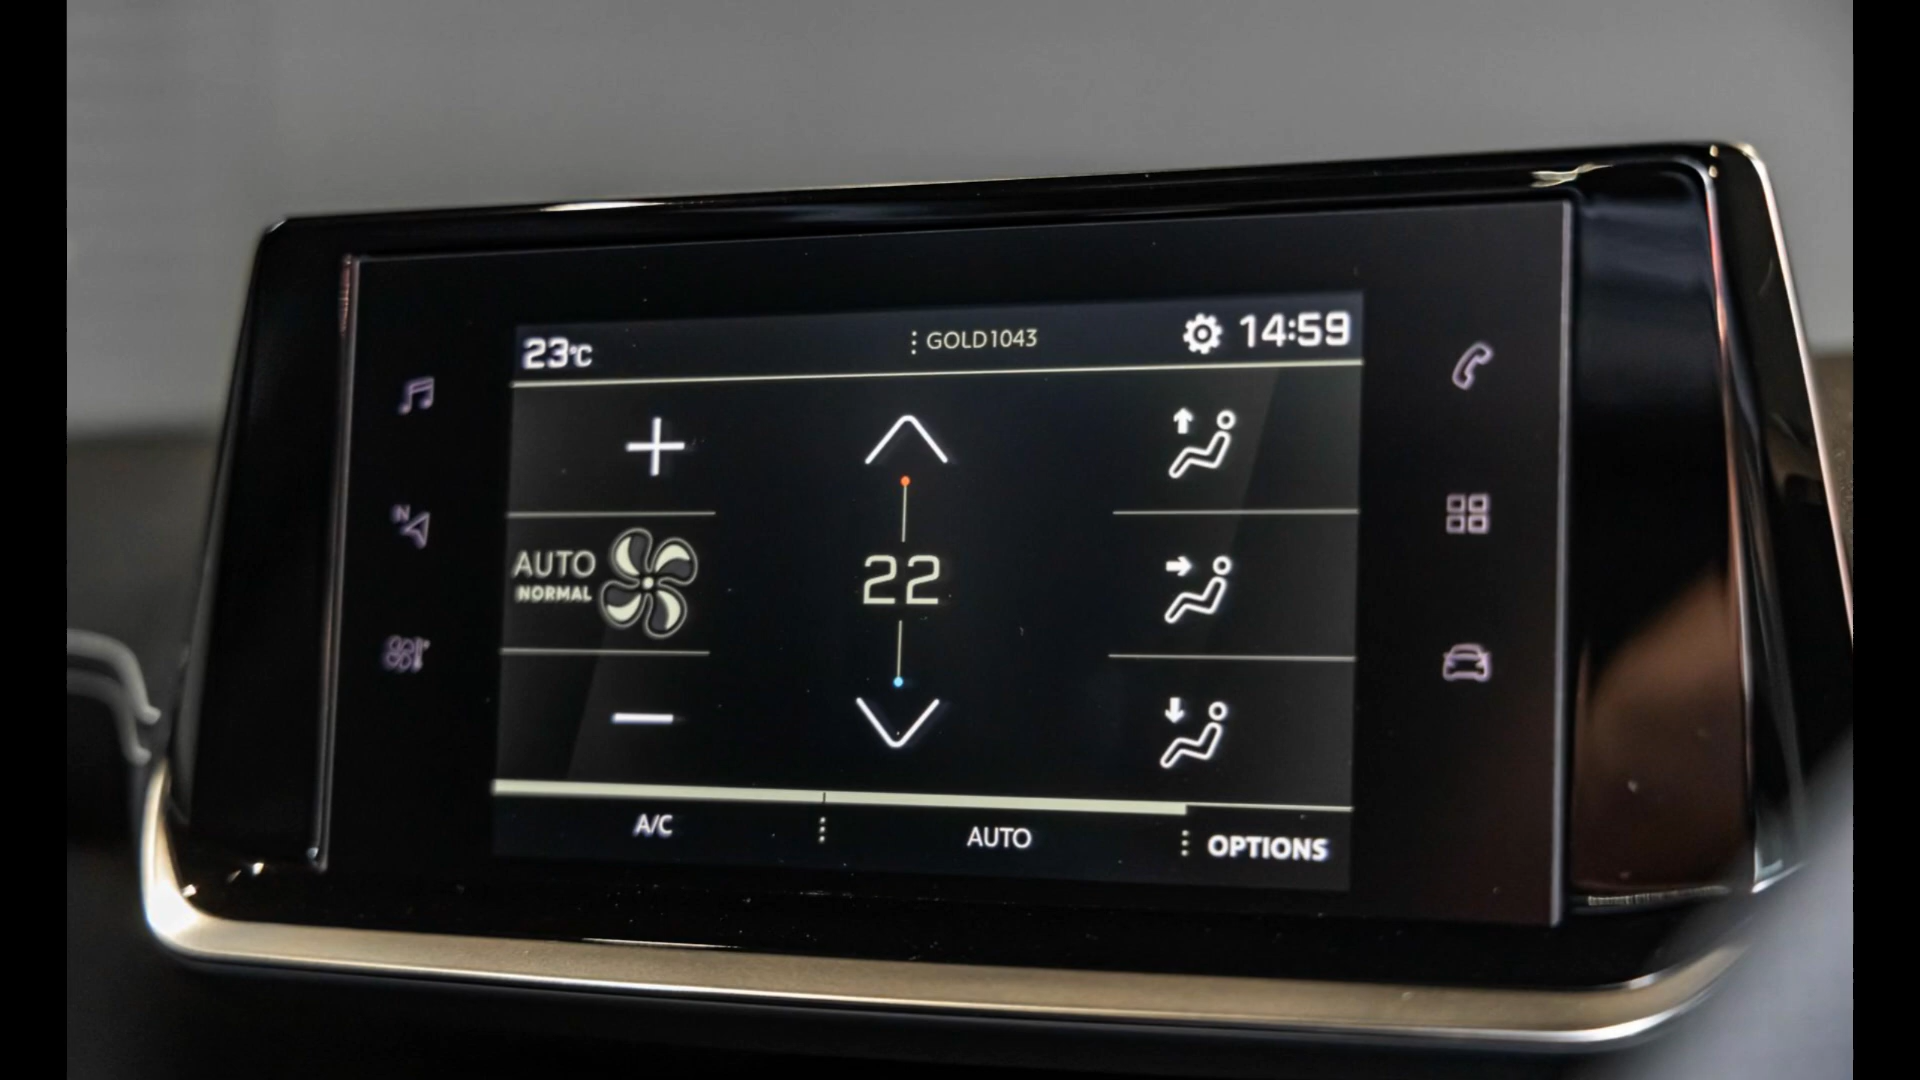 23°C
GOLD1043
14:59
N
AUTO
NORMAL
22
A/C
AUTO
OPTIONS